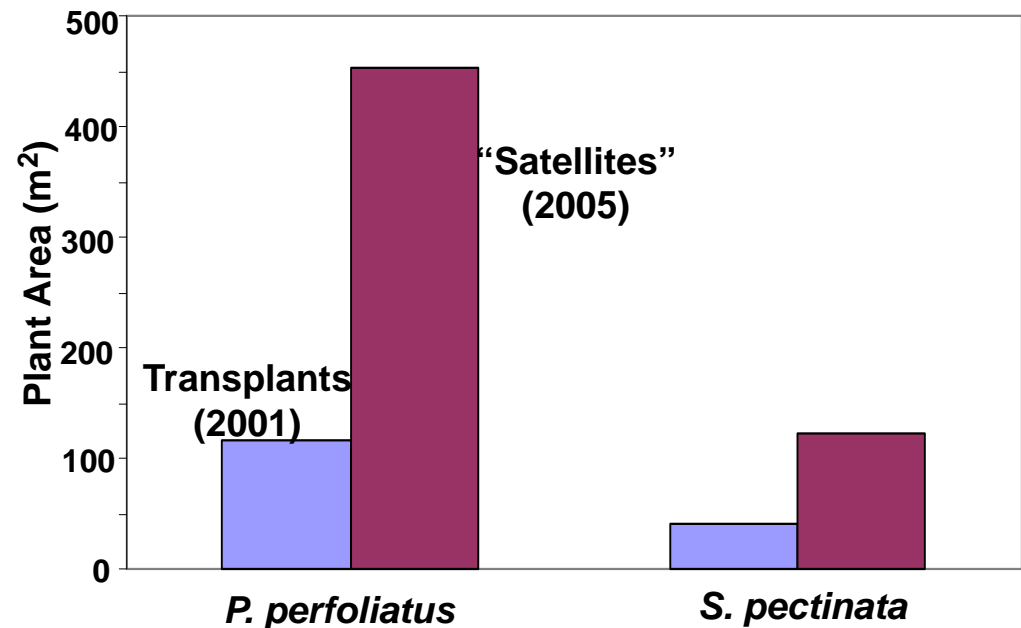 500
400
300
200
100
0
Plant Area (m²)
Transplants
(2001)
“Satellites”
(2005)
P. perfoliatus
S. pectinata